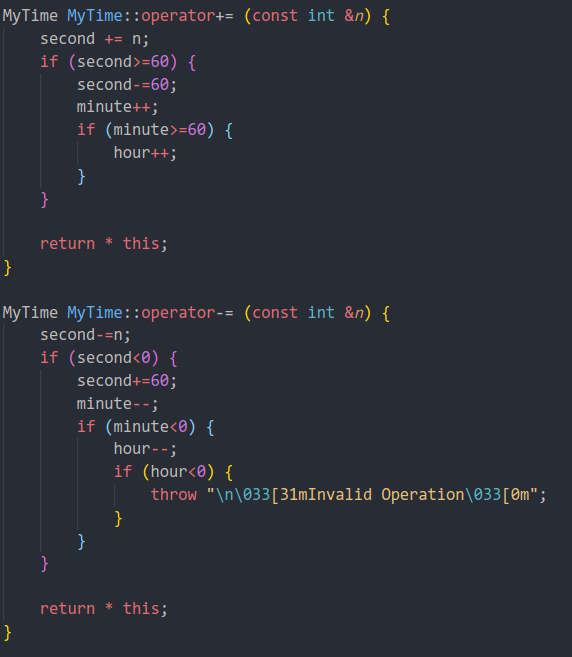 MyTime MyTime::operator+= (const int &n) {
    second += n;
    if (second>=60) {
        second-=60;
        minute++;
        if (minute>=60) {
            hour++;
        }
    }

    return * this;
}

MyTime MyTime::operator-= (const int &n) {
    second-=n;
    if (second<0) {
        second+=60;
        minute--;
        if (minute<0) {
            hour--;
            if (hour<0) {
                throw "\n\033[31mInvalid Operation\033[0m";
            }
        }
    }

    return * this;
}